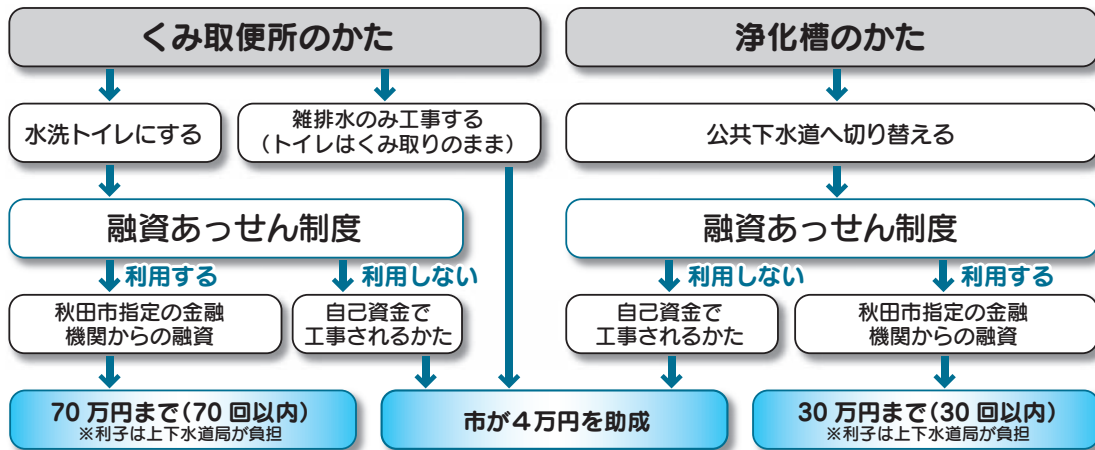 くみ取便所のかた
浄化槽のかた
水洗トイレにする
雑排水のみ工事する
（トイレはくみ取りのまま）
公共下水道へ切り替える
融資あっせん制度
融資あっせん制度
利用する
利用しない
利用しない
利用する
秋田市指定の金融
機関からの融資
自己資金で
工事されるかた
自己資金で
工事されるかた
秋田市指定の金融
機関からの融資
70 万円まで（70 回以内）
※利子は上下水道局が負担
市が４万円を助成
30 万円まで（30 回以内）
※利子は上下水道局が負担